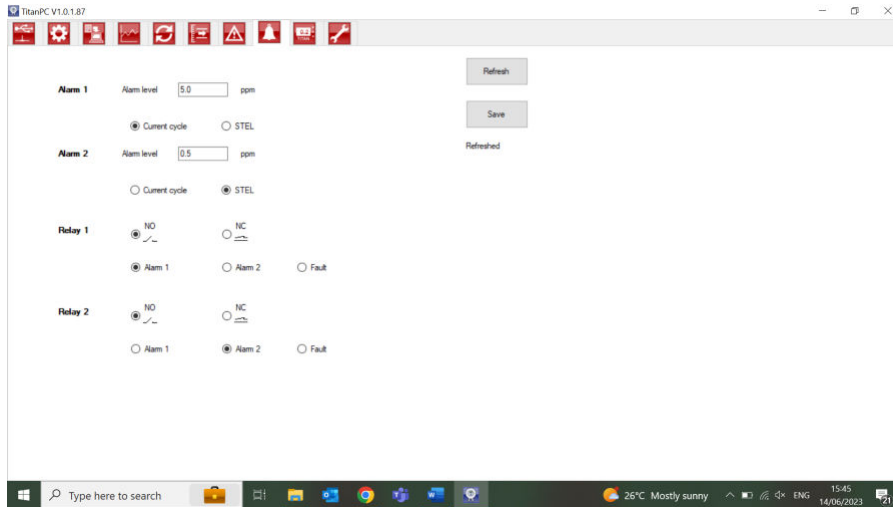 TitanPC V1.0.1.87
Refresh
Alarm 1 Alarm level 5.0 ppm
Save
Current cycle STEL
Refreshed
Alarm 2 Alarm level 0.5 ppm
Current cycle STEL
Relay 1 NO NC
Alarm 1 Alarm 2 Fault
Relay 2 NO NC
Alarm 1 Alarm 2 Fault
Type here to search 26°C Mostly sunny ENG 15:45
14/06/2023 21